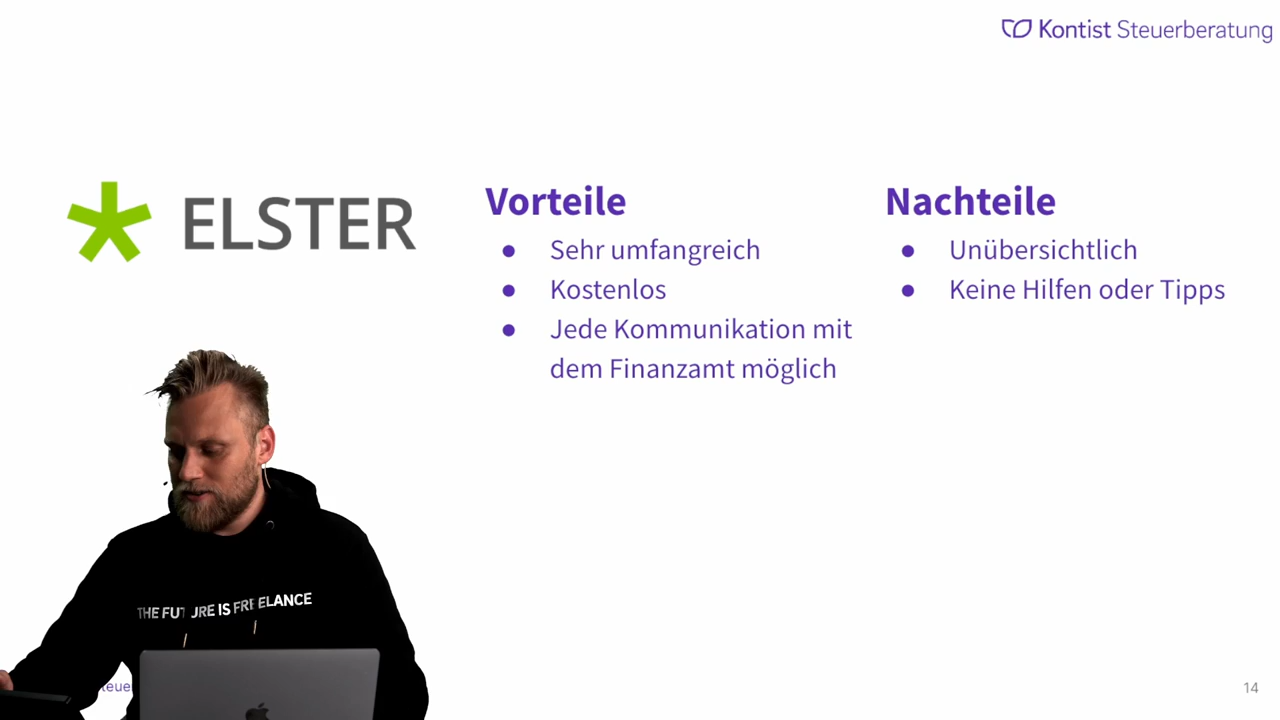 Kontist Steuerberatung
ELSTER
Vorteile
● Sehr umfangreich
● Kostenlos
● Jede Kommunikation mit
dem Finanzamt möglich
Nachteile
● Unübersichtlich
● Keine Hilfen oder Tipps
THE FUTURE IS FREELANCE
14